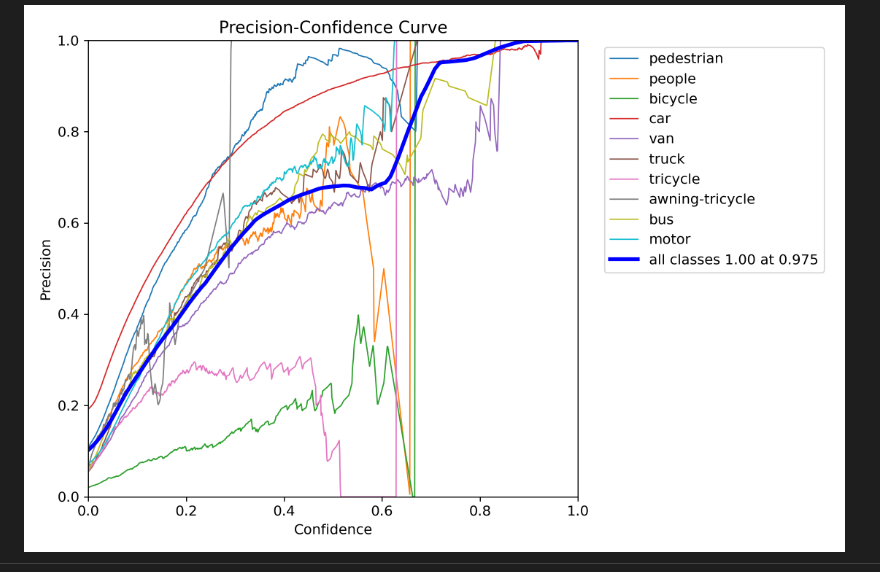 Precision-Confidence Curve
1.0
0.8
0.6
0.4
0.2
0.0
Precision
0.0 0.2 0.4 0.6 0.8 1.0
Confidence
pedestrian
people
bicycle
car
van
truck
tricycle
awning-tricycle
bus
motor
all classes 1.00 at 0.975